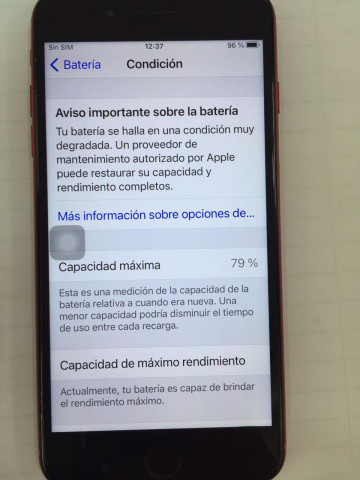 Sin SIM 12:37 96 %
Batería Condición
Aviso importante sobre la batería
Tu batería se halla en una condición muy
degradada. Un proveedor de
mantenimiento autorizado por Apple
puede restaurar su capacidad y
rendimiento completos.
Más información sobre opciones de...
Capacidad máxima 79 %
Esta es una medición de la capacidad de la
batería relativa a cuando era nueva. Una
menor capacidad podría disminuir el tiempo
de uso entre cada recarga.
Capacidad de máximo rendimiento
Actualmente, tu batería es capaz de brindar
el rendimiento máximo.